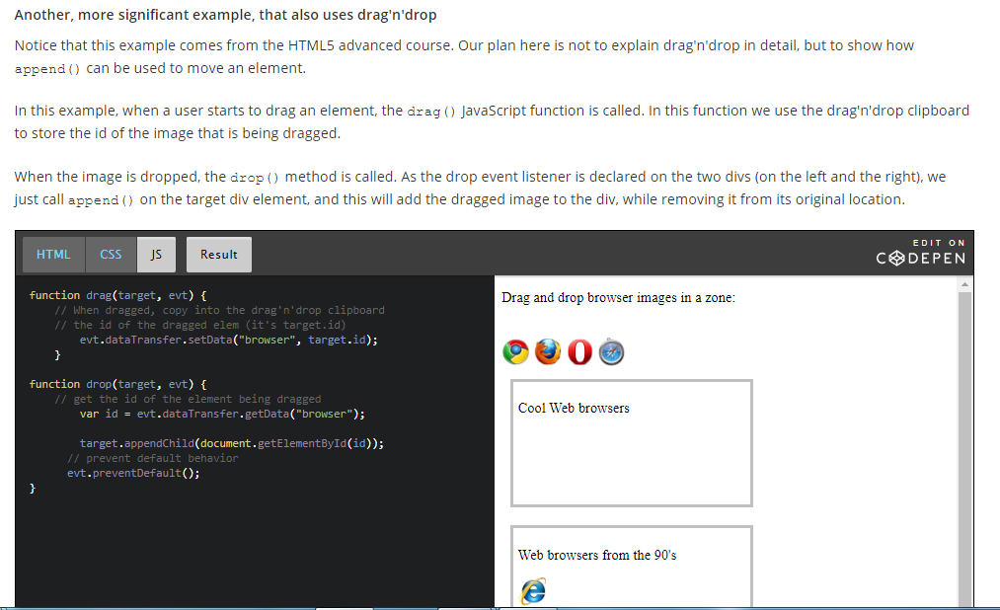 Another, more significant example, that also uses drag'n'drop
Notice that this example comes from the HTML5 advanced course. Our plan here is not to explain drag'n'drop in detail, but to show how
append() can be used to move an element.
In this example, when a user starts to drag an element, the drag() JavaScript function is called. In this function we use the drag'n'drop clipboard
to store the id of the image that is being dragged.
When the image is dropped, the drop() method is called. As the drop event listener is declared on the two divs (on the left and the right), we
just call append() on the target div element, and this will add the dragged image to the div, while removing it from its original location.
HTML CSS JS Result
EDIT ON
CODEPEN
function drag(target, evt) {
// When dragged, copy into the drag'n'drop clipboard
// the id of the dragged elem (it's target.id)
evt.dataTransfer.setData("browser", target.id);
}
function drop(target, evt) {
// get the id of the element being dragged
var id = evt.dataTransfer.getData("browser");
target.appendChild(document.getElementById(id));
// prevent default behavior
evt.preventDefault();
}
Drag and drop browser images in a zone:
Cool Web browsers
Web browsers from the 90's